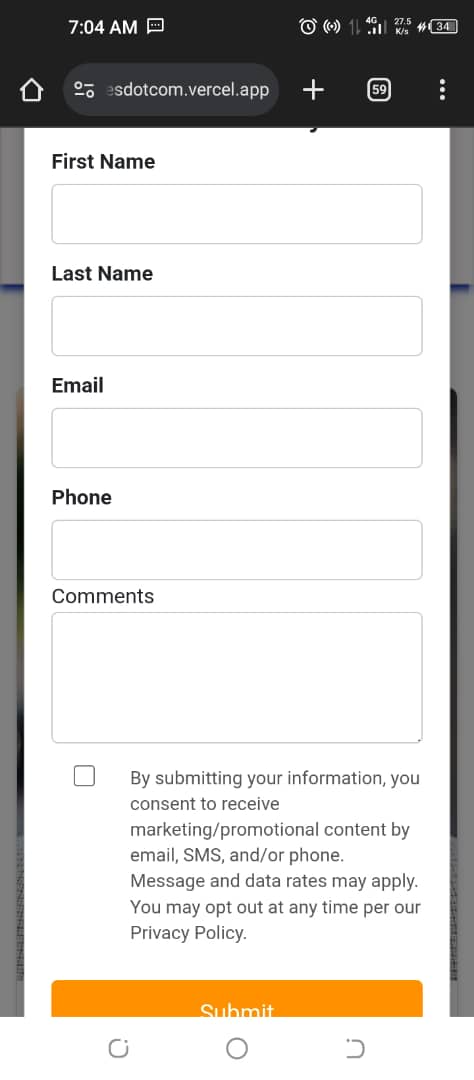 7:04 AM
4G
27.5
K/s
34
esdotcom.vercel.app
59
First Name
Last Name
Email
Phone
Comments
By submitting your information, you
consent to receive
marketing/promotional content by
email, SMS, and/or phone.
Message and data rates may apply.
You may opt out at any time per our
Privacy Policy.
Submit